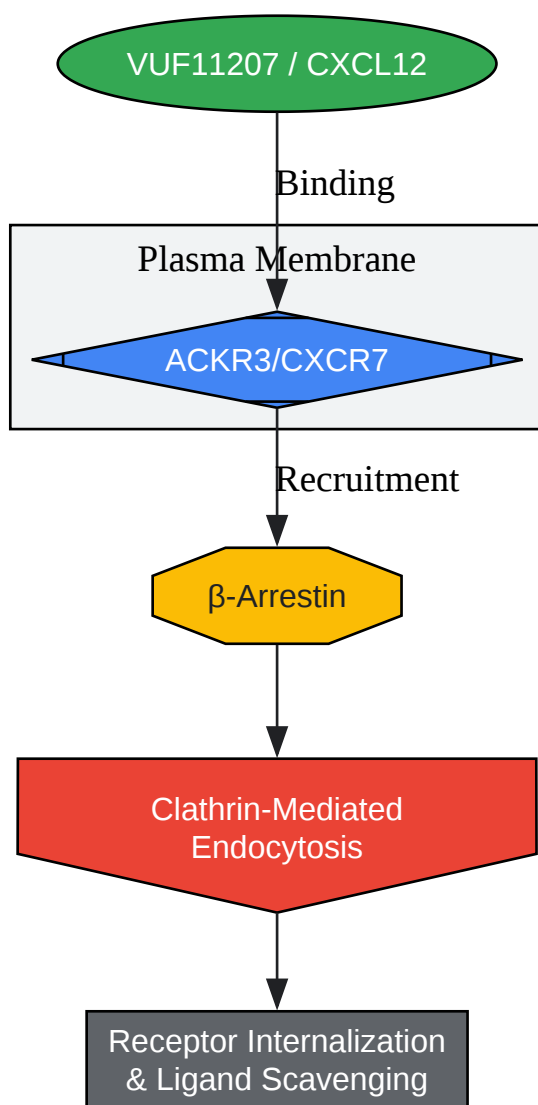 VUF11207 / CXCL12
Binding
Plasma Membrane
ACKR3/CXCR7
Recruitment
β-Arrestin
Clathrin-Mediated
Endocytosis
Receptor Internalization
& Ligand Scavenging